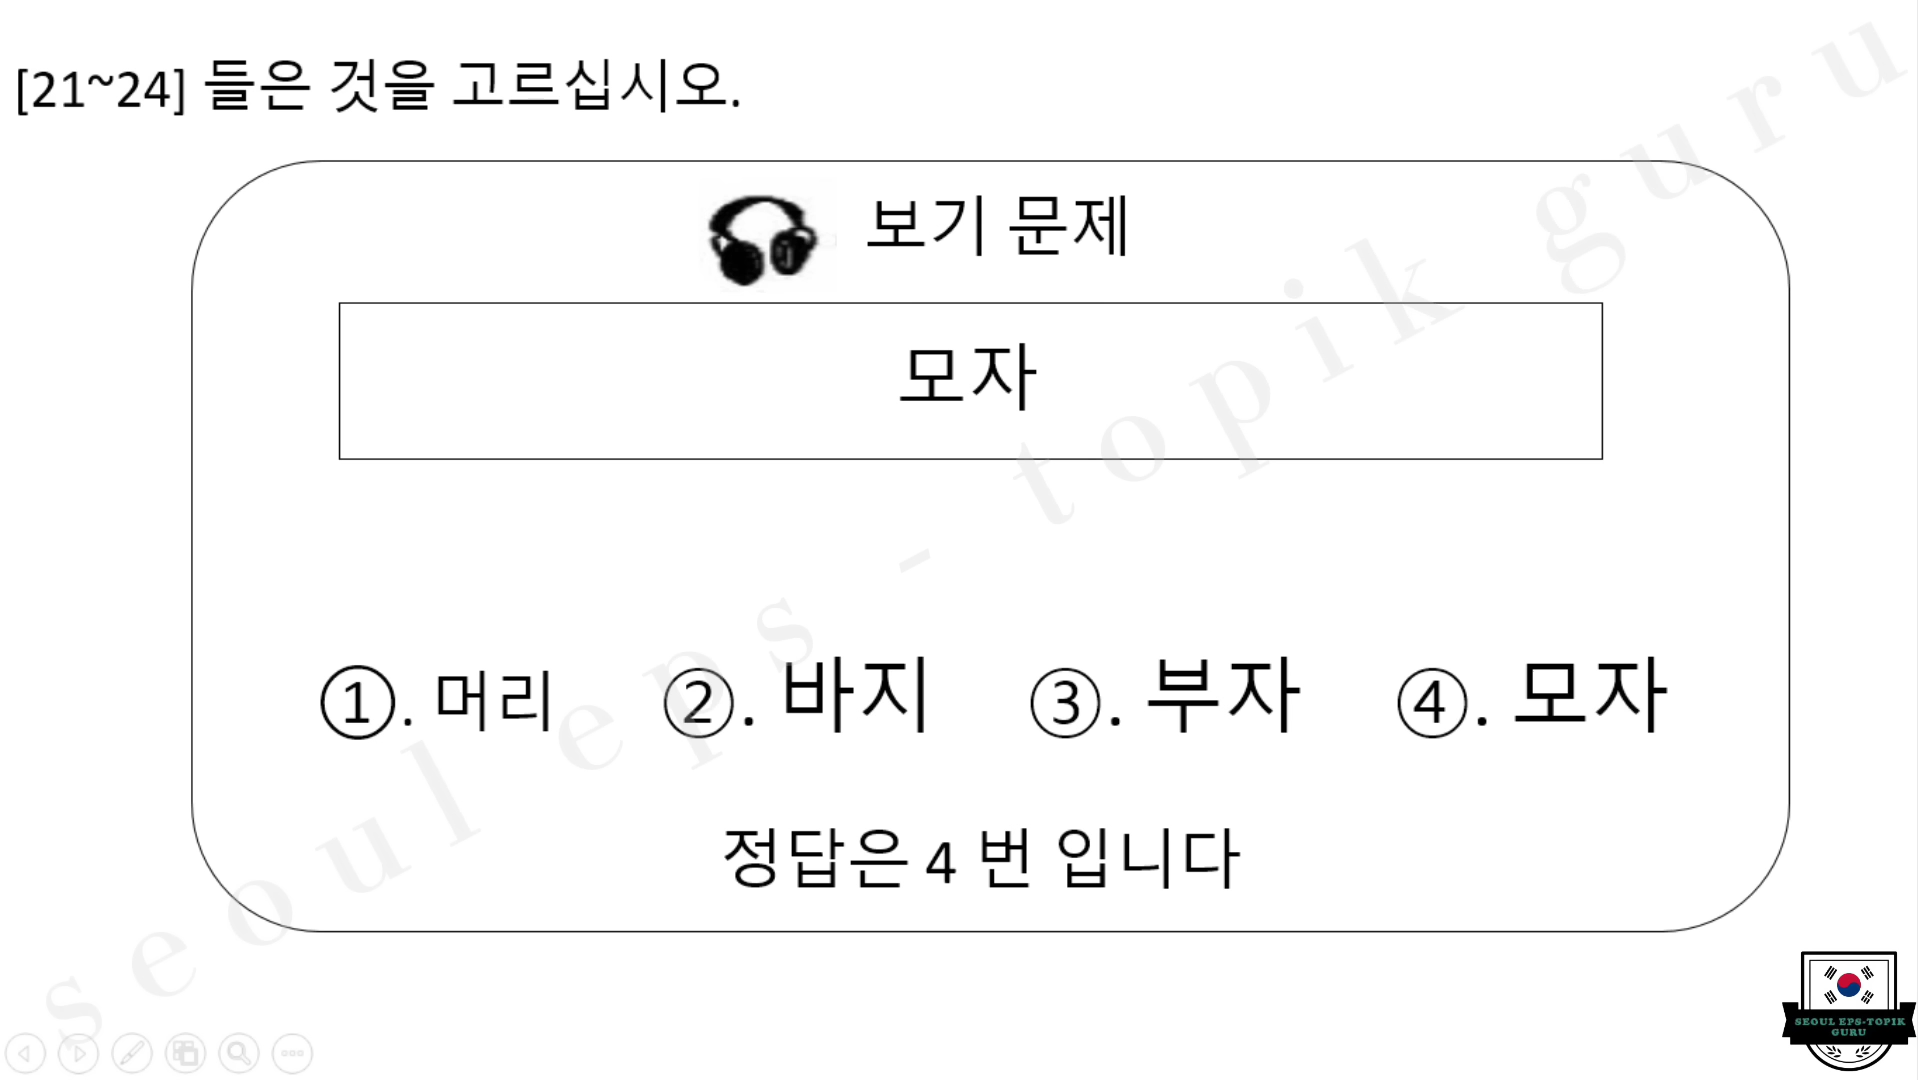 [21~24] 들은 것을 고르십시오.
보기 문제
모자
①. 머리 ②. 바지 ③. 부자 ④. 모자
정답은 4 번 입니다
seoul eps - topik guru
SEOUL EPS-TOPIK
GURU